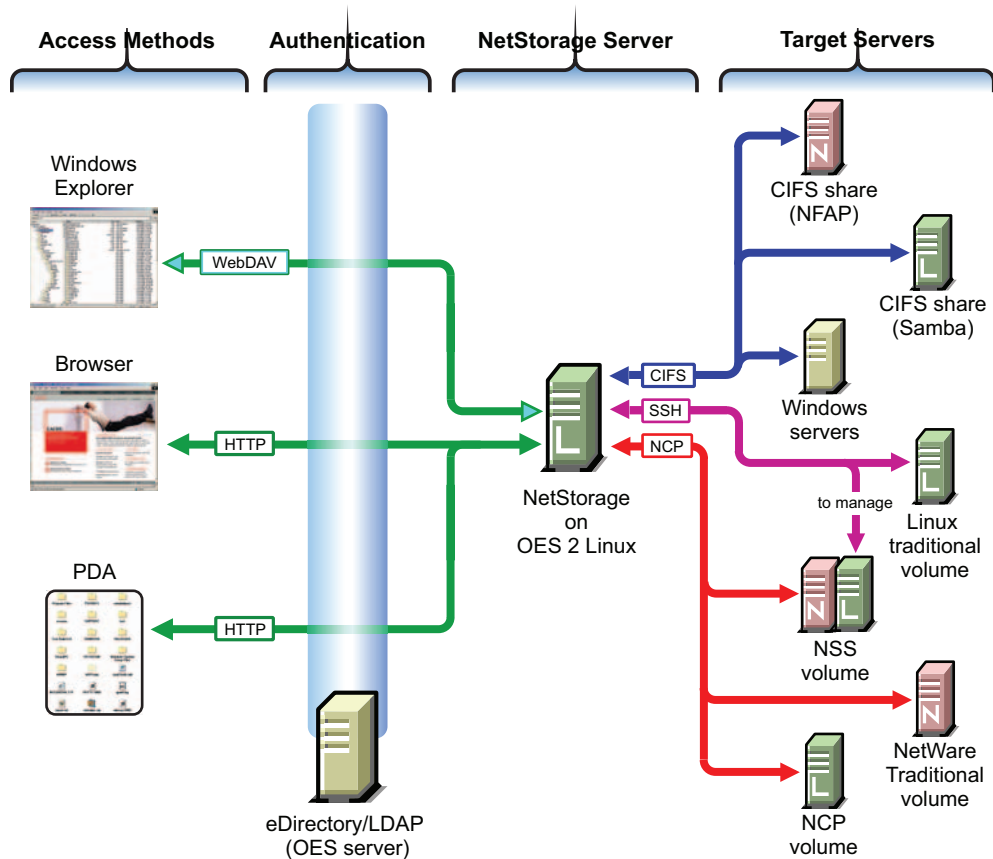 Access Methods
Authentication
NetStorage Server
Target Servers
Windows
Explorer
WebDAV
Browser
HTTP
PDA
HTTP
eDirectory/LDAP
(OES server)
L
NetStorage
on
OES 2 Linux
CIFS
SSH
NCP
N
CIFS share
(NFAP)
L
CIFS share
(Samba)
Windows
servers
L
Linux
traditional
volume
to manage
N
L
NSS
volume
N
NetWare
Traditional
volume
L
NCP
volume